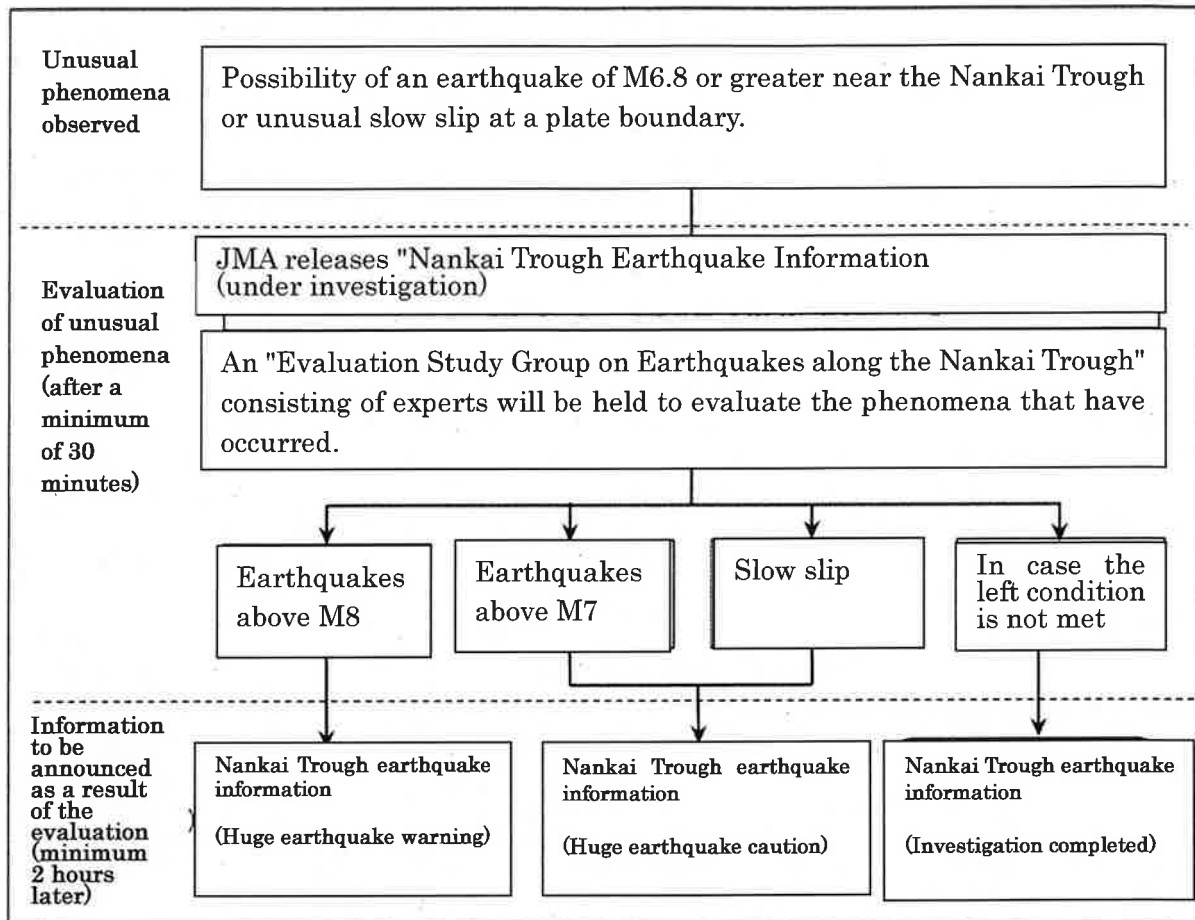 Unusual
phenomena
observed
Possibility of an earthquake of M6.8 or greater near the Nankai Trough
or unusual slow slip at a plate boundary.
Evaluation
of unusual
phenomena
(after a
minimum
of 30
minutes)
JMA releases "Nankai Trough Earthquake Information
(under investigation)
An "Evaluation Study Group on Earthquakes along the Nankai Trough"
consisting of experts will be held to evaluate the phenomena that have
occurred.
Earthquakes
above M8
Earthquakes
above M7
Slow slip
In case the
left condition
is not met
Information
to be
announced
as a result
of the
evaluation
(minimum
2 hours
later)
)
Nankai Trough earthquake
information
(Huge earthquake warning)
Nankai Trough earthquake
information
(Huge earthquake caution)
Nankai Trough earthquake
information
(Investigation completed)